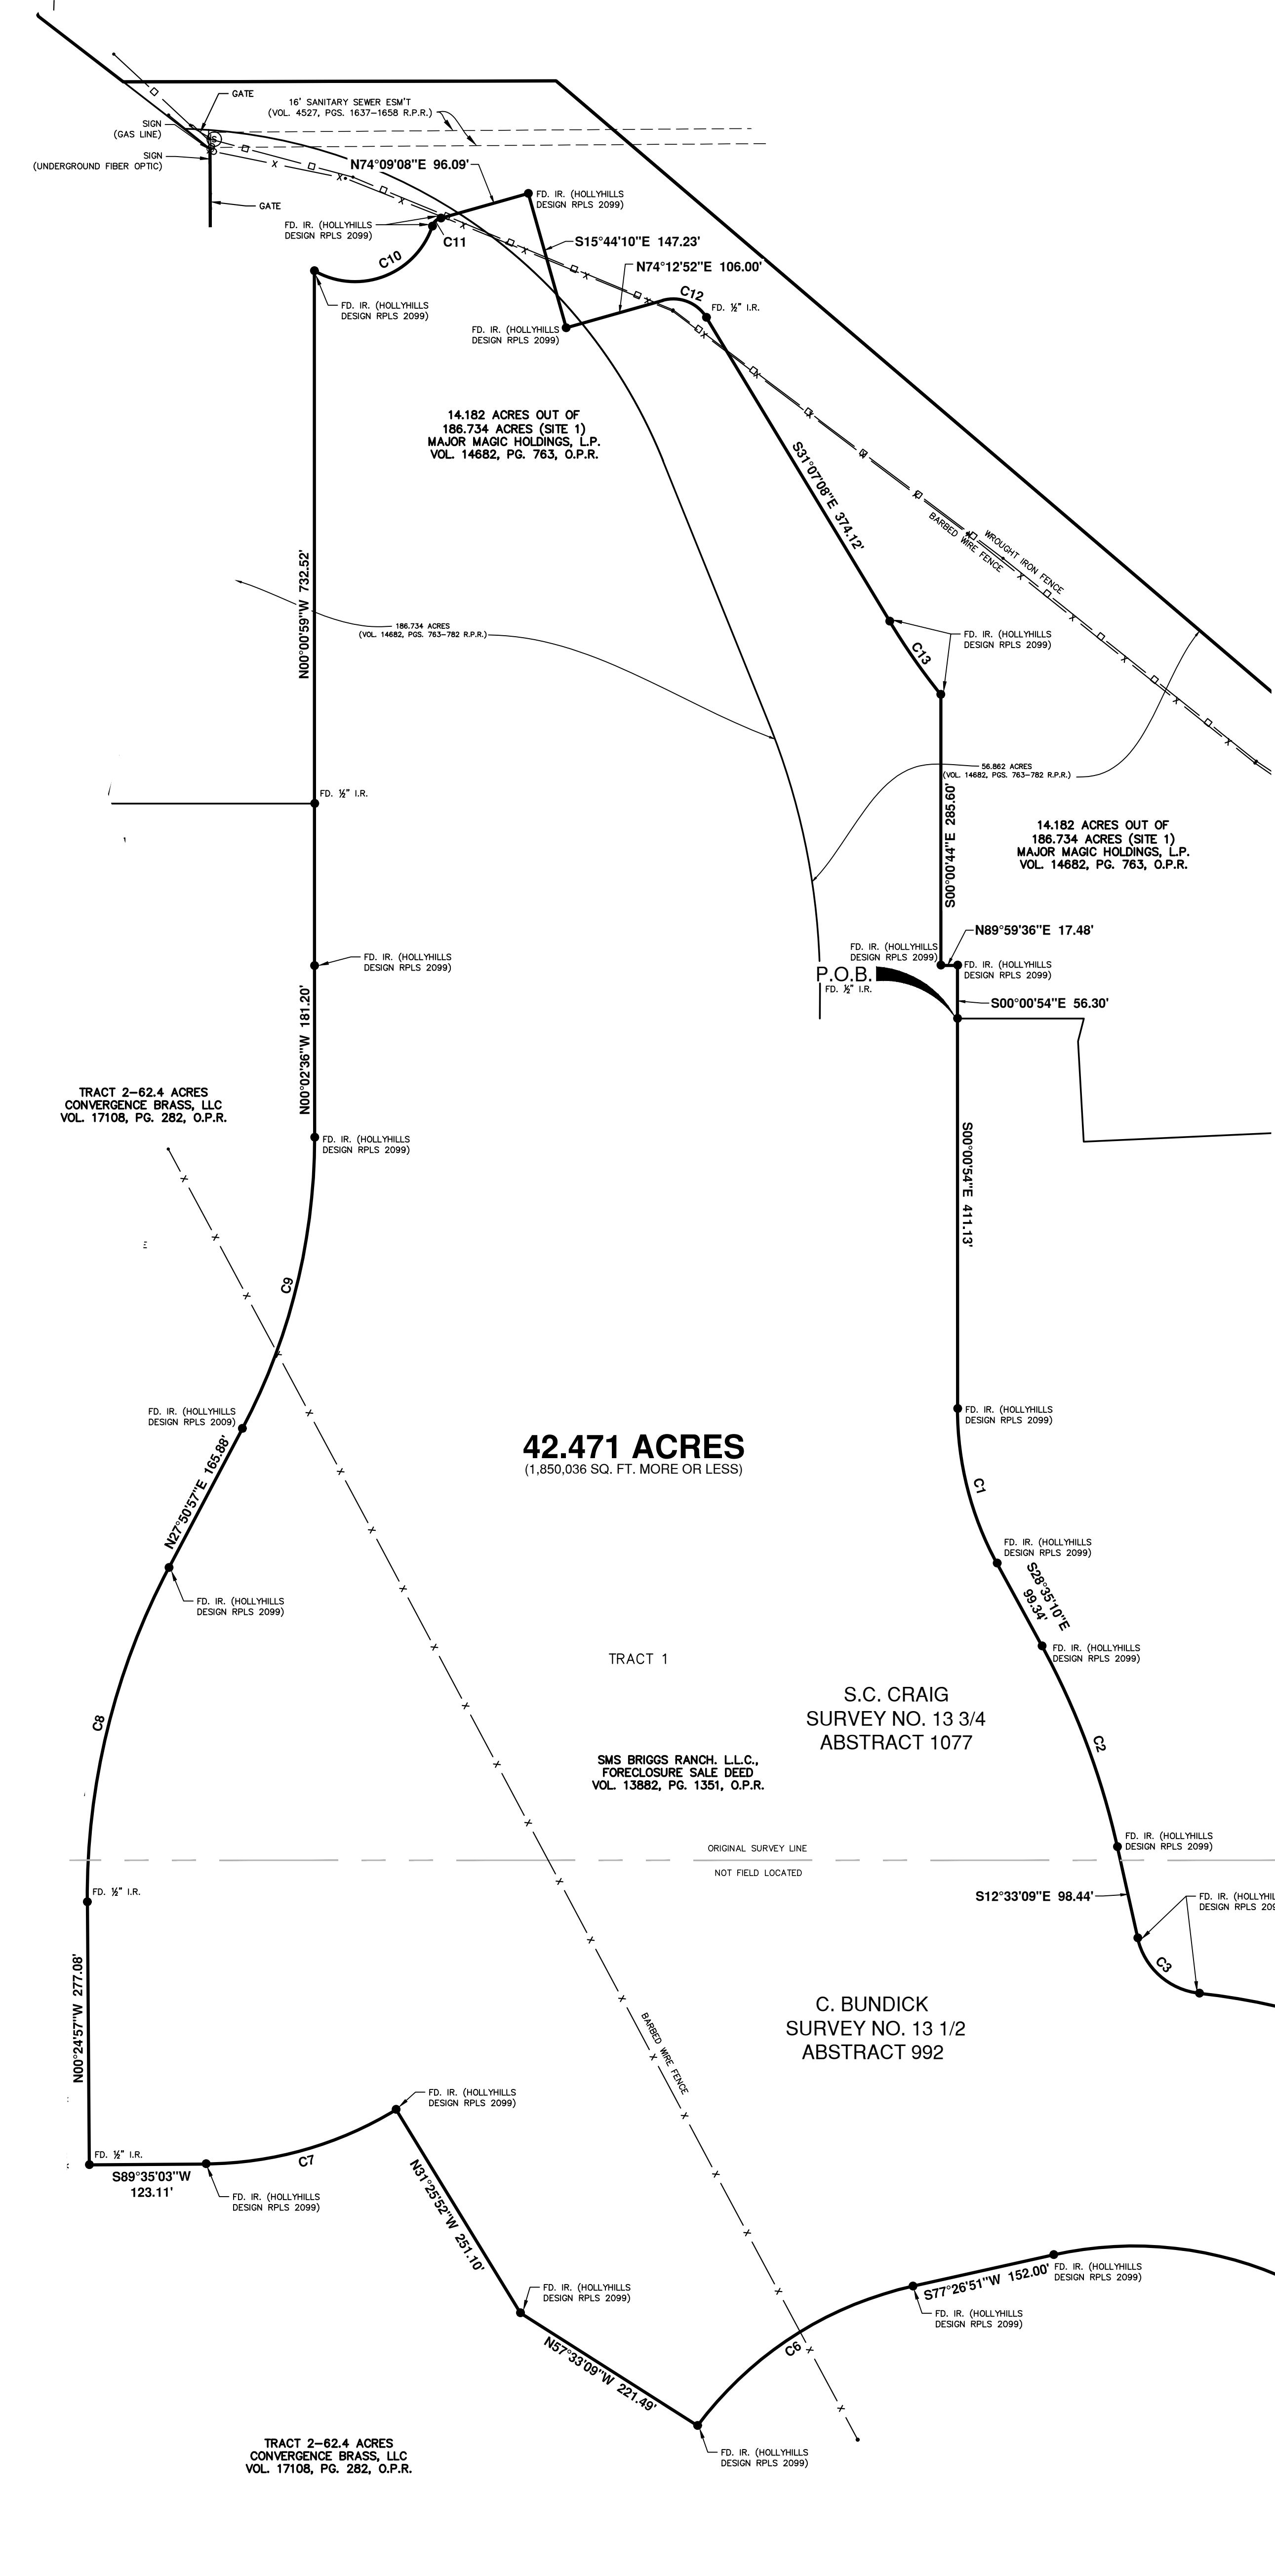 GATE
16' SANITARY SEWER ESM'T
(VOL. 4527, PGS. 1637-1658 R.P.R.)
SIGN
(GAS LINE)
S
SIGN
(UNDERGROUND FIBER OPTIC)
N74°09'08"E 96.09'
GATE
FD. IR. (HOLLYHILLS
DESIGN RPLS 2099)
FD. IR. (HOLLYHILLS
DESIGN RPLS 2099)
C11
S15°44'10"E 147.23'
C10
N74°12'52"E 106.00'
C12
FD. ½" I.R.
FD. IR. (HOLLYHILLS
DESIGN RPLS 2099)
FD. IR. (HOLLYHILLS
DESIGN RPLS 2099)
14.182 ACRES OUT OF
186.734 ACRES (SITE 1)
MAJOR MAGIC HOLDINGS, L.P.
VOL. 14682, PG. 763, O.P.R.
S31°07'08"E 374.12'
BARBED WIRE FENCE
WROUGHT IRON FENCE
N00°00'59"W 732.52'
186.734 ACRES
(VOL. 14682, PGS. 763-782 R.P.R.)
FD. IR. (HOLLYHILLS
DESIGN RPLS 2099)
C13
56.862 ACRES
(VOL. 14682, PGS. 763-782 R.P.R.)
FD. ½" I.R.
S00°00'44"E 285.60'
14.182 ACRES OUT OF
186.734 ACRES (SITE 1)
MAJOR MAGIC HOLDINGS, L.P.
VOL. 14682, PG. 763, O.P.R.
N89°59'36"E 17.48'
FD. IR. (HOLLYHILLS
DESIGN RPLS 2099)
FD. IR. (HOLLYHILLS
DESIGN RPLS 2099)
FD. IR. (HOLLYHILLS
DESIGN RPLS 2099)
P.O.B.
FD. ½" I.R.
S00°00'54"E 56.30'
N00°02'36"W 181.20'
TRACT 2-62.4 ACRES
CONVERGENCE BRASS, LLC
VOL. 17108, PG. 282, O.P.R.
FD. IR. (HOLLYHILLS
DESIGN RPLS 2099)
S00°00'54"E 411.13'
C9
FD. IR. (HOLLYHILLS
DESIGN RPLS 2009)
FD. IR. (HOLLYHILLS
DESIGN RPLS 2099)
42.471 ACRES
(1,850,036 SQ. FT. MORE OR LESS)
N27°50'57"E 165.88'
C1
FD. IR. (HOLLYHILLS
DESIGN RPLS 2099)
S28°35'10"E
99.34'
FD. IR. (HOLLYHILLS
DESIGN RPLS 2099)
FD. IR. (HOLLYHILLS
DESIGN RPLS 2099)
TRACT 1
S.C. CRAIG
SURVEY NO. 13 3/4
ABSTRACT 1077
C8
C2
SMS BRIGGS RANCH. L.L.C.,
FORECLOSURE SALE DEED
VOL. 13882, PG. 1351, O.P.R.
FD. IR. (HOLLYHILLS
DESIGN RPLS 2099)
ORIGINAL SURVEY LINE
NOT FIELD LOCATED
FD. ½" I.R.
S12°33'09"E 98.44'
FD. IR. (HOLLYHIL
DESIGN RPLS 209
C3
N00°24'57"W 277.08'
C. BUNDICK
SURVEY NO. 13 1/2
ABSTRACT 992
BARBED WIRE FENCE
FD. IR. (HOLLYHILLS
DESIGN RPLS 2099)
FD. ½" I.R.
S89°35'03"W
123.11'
C7
FD. IR. (HOLLYHILLS
DESIGN RPLS 2099)
N31°25'52"W 251.10'
S77°26'51"W 152.00'
FD. IR. (HOLLYHILLS
DESIGN RPLS 2099)
FD. IR. (HOLLYHILLS
DESIGN RPLS 2099)
FD. IR. (HOLLYHILLS
DESIGN RPLS 2099)
N57°33'09"W 221.49'
C6
TRACT 2-62.4 ACRES
CONVERGENCE BRASS, LLC
VOL. 17108, PG. 282, O.P.R.
FD. IR. (HOLLYHILLS
DESIGN RPLS 2099)